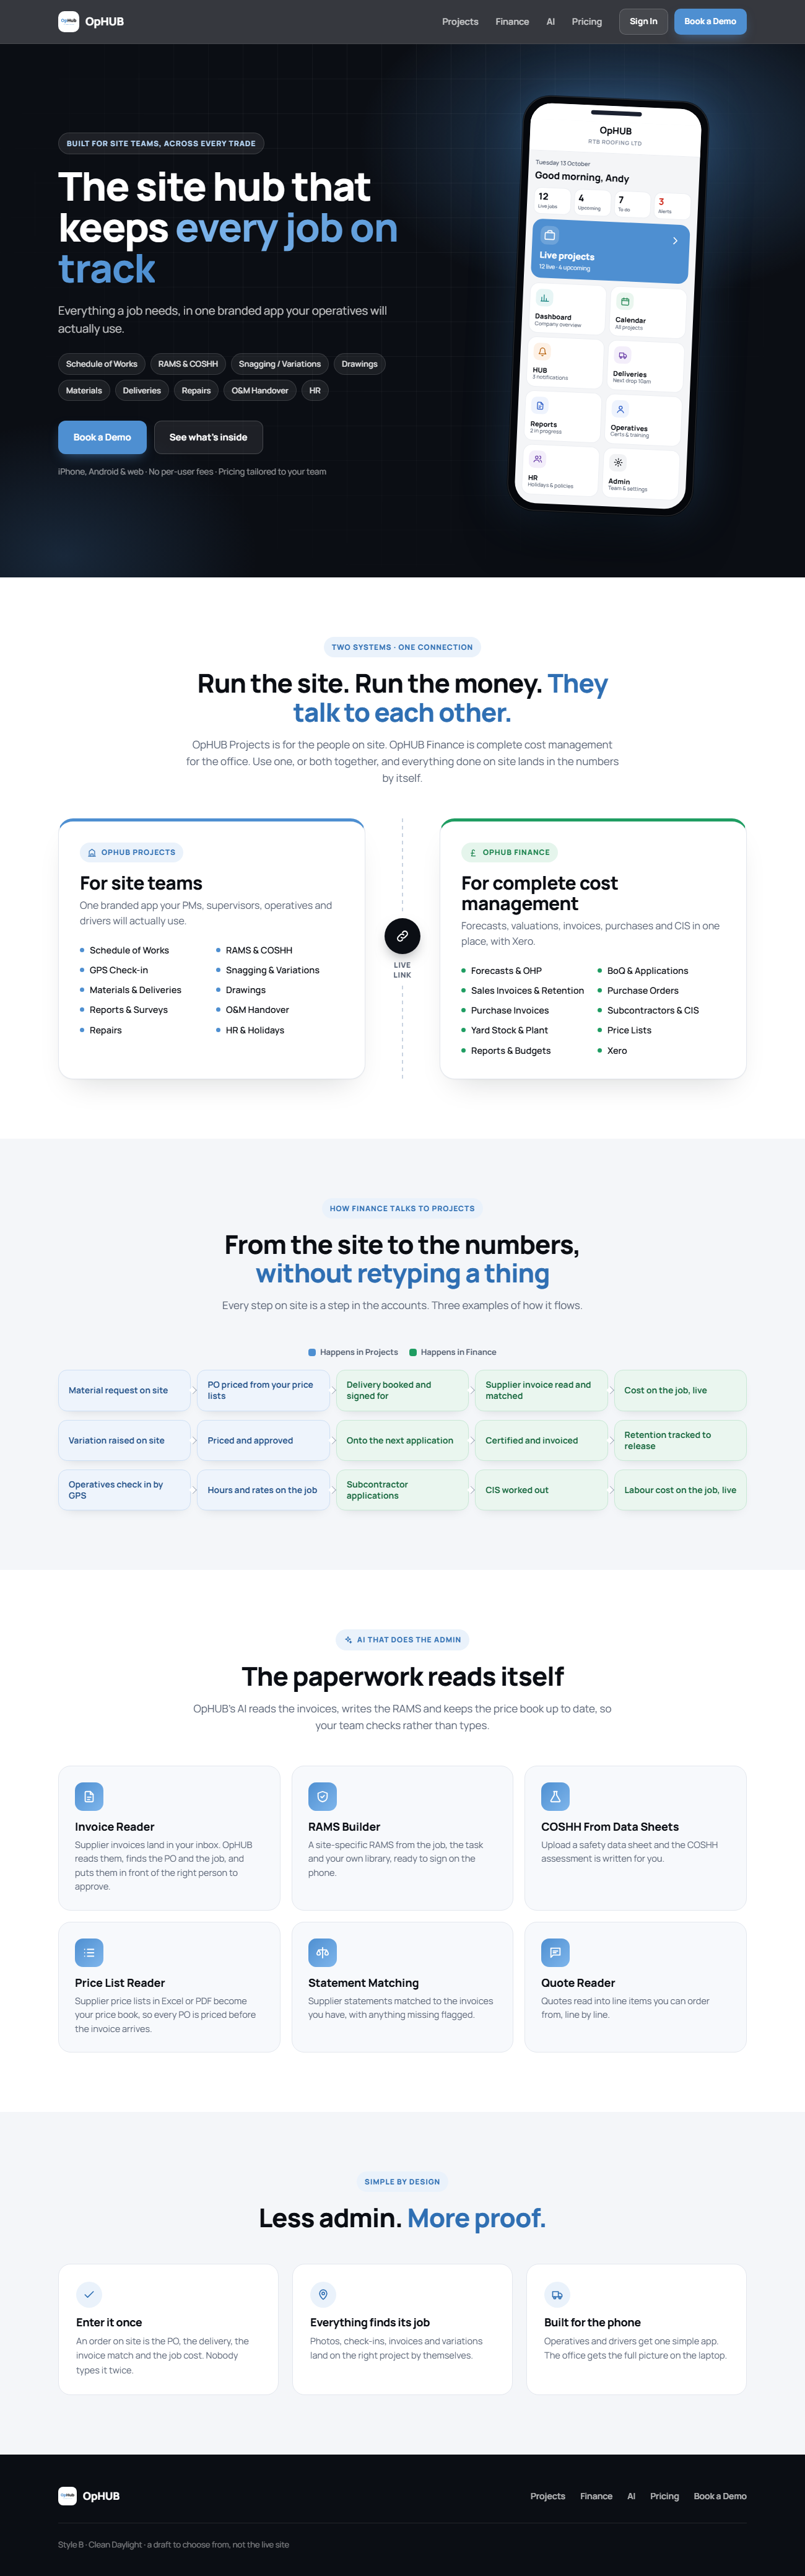 OpHUB
Projects
Finance
AI
Pricing
Sign In
Book a Demo
BUILT FOR SITE TEAMS, ACROSS EVERY TRADE
The site hub that
keeps every job on
track
Everything a job needs, in one branded app your operatives will
actually use.
Schedule of Works
RAMS & COSHH
Snagging / Variations
Drawings
Materials
Deliveries
Repairs
O&M Handover
HR
Book a Demo
See what's inside
iPhone, Android & web · No per-user fees · Pricing tailored to your team
OpHUB
RTB ROOFING LTD
Tuesday 13 October
Good morning, Andy
12
Live jobs
4
Upcoming
7
To do
3
Alerts
Live projects
12 live · 4 upcoming
Dashboard
Company overview
Calendar
All projects
HUB
3 notifications
Deliveries
Next drop 10am
Reports
2 in progress
Operatives
Certs & training
HR
Holidays & policies
Admin
Team & settings
TWO SYSTEMS · ONE CONNECTION
Run the site. Run the money. They
talk to each other.
OpHUB Projects is for the people on site. OpHUB Finance is complete cost management
for the office. Use one, or both together, and everything done on site lands in the numbers
by itself.
OPHUB PROJECTS
For site teams
One branded app your PMs, supervisors, operatives and
drivers will actually use.
Schedule of Works
RAMS & COSHH
GPS Check-in
Snagging & Variations
Materials & Deliveries
Drawings
Reports & Surveys
O&M Handover
Repairs
HR & Holidays
LIVE
LINK
£ OPHUB FINANCE
For complete cost
management
Forecasts, valuations, invoices, purchases and CIS in one
place, with Xero.
Forecasts & OHP
BoQ & Applications
Sales Invoices & Retention
Purchase Orders
Purchase Invoices
Subcontractors & CIS
Yard Stock & Plant
Price Lists
Reports & Budgets
Xero
HOW FINANCE TALKS TO PROJECTS
From the site to the numbers,
without retyping a thing
Every step on site is a step in the accounts. Three examples of how it flows.
Happens in Projects
Happens in Finance
Material request on site
PO priced from your price
lists
Delivery booked and
signed for
Supplier invoice read and
matched
Cost on the job, live
Variation raised on site
Priced and approved
Onto the next application
Certified and invoiced
Retention tracked to
release
Operatives check in by
GPS
Hours and rates on the job
Subcontractor
applications
CIS worked out
Labour cost on the job, live
AI THAT DOES THE ADMIN
The paperwork reads itself
OpHUB's AI reads the invoices, writes the RAMS and keeps the price book up to date, so
your team checks rather than types.
Invoice Reader
Supplier invoices land in your inbox. OpHUB
reads them, finds the PO and the job, and
puts them in front of the right person to
approve.
RAMS Builder
A site-specific RAMS from the job, the task
and your own library, ready to sign on the
phone.
COSHH From Data Sheets
Upload a safety data sheet and the COSHH
assessment is written for you.
Price List Reader
Supplier price lists in Excel or PDF become
your price book, so every PO is priced before
the invoice arrives.
Statement Matching
Supplier statements matched to the invoices
you have, with anything missing flagged.
Quote Reader
Quotes read into line items you can order
from, line by line.
SIMPLE BY DESIGN
Less admin. More proof.
Enter it once
An order on site is the PO, the delivery, the
invoice match and the job cost. Nobody
types it twice.
Everything finds its job
Photos, check-ins, invoices and variations
land on the right project by themselves.
Built for the phone
Operatives and drivers get one simple app.
The office gets the full picture on the laptop.
OpHUB
Projects
Finance
AI
Pricing
Book a Demo
Style B · Clean Daylight · a draft to choose from, not the live site